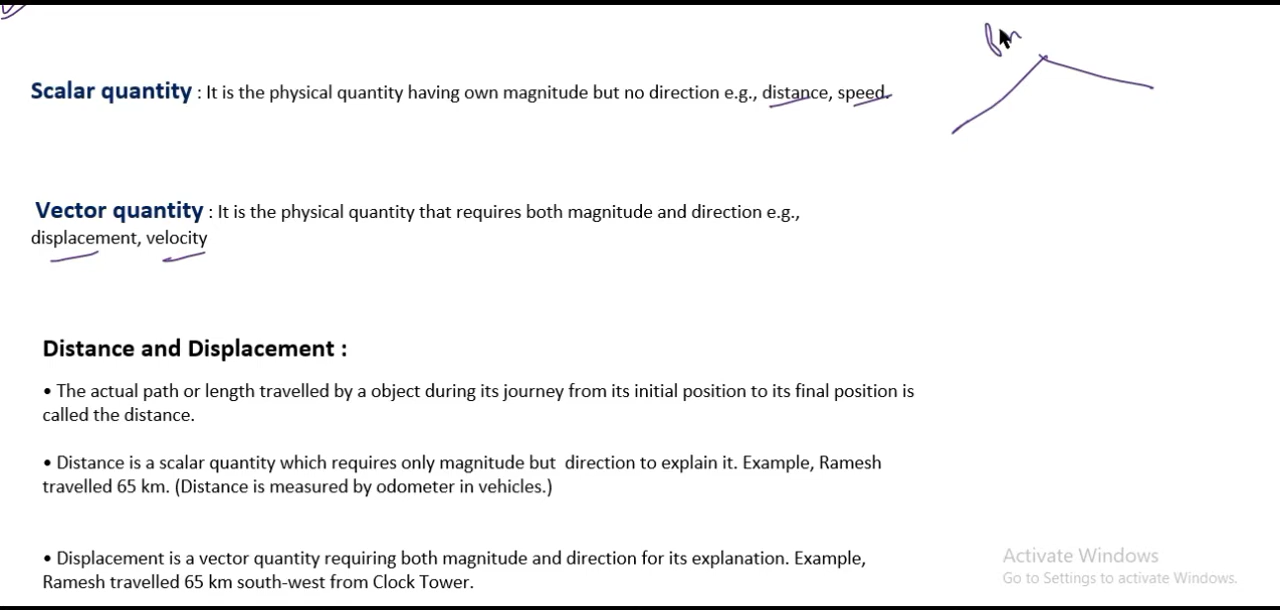 Scalar quantity : It is the physical quantity having own magnitude but no direction e.g., distance, speed.
Vector quantity : It is the physical quantity that requires both magnitude and direction e.g.,
displacement, velocity
Distance and Displacement :
• The actual path or length travelled by a object during its journey from its initial position to its final position is
called the distance.
• Distance is a scalar quantity which requires only magnitude but  direction to explain it. Example, Ramesh
travelled 65 km. (Distance is measured by odometer in vehicles.)
• Displacement is a vector quantity requiring both magnitude and direction for its explanation. Example,
Ramesh travelled 65 km south-west from Clock Tower.
Activate Windows
Go to Settings to activate Windows.